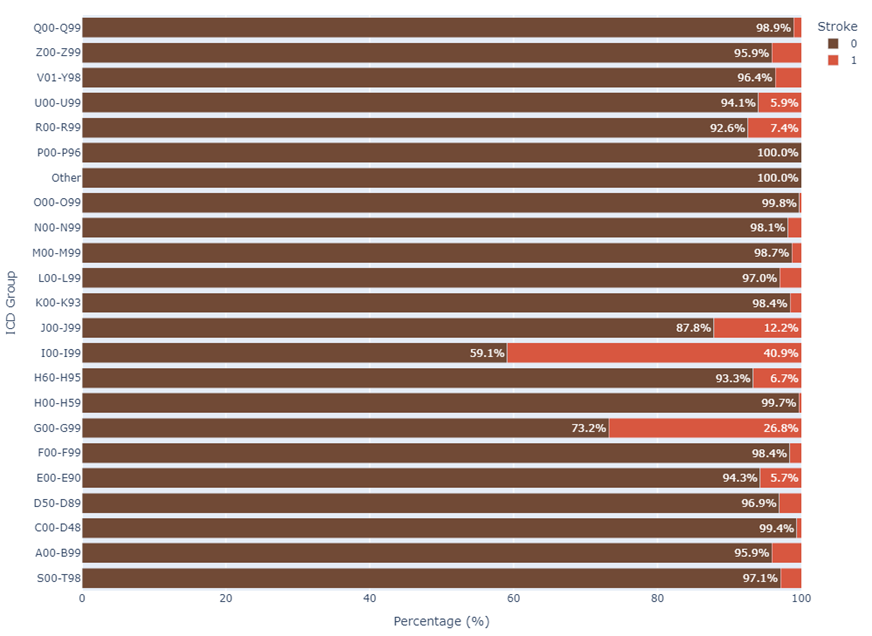 Stroke
0
1
ICD Group
Q00-Q99 98.9%
Z00-Z99 95.9%
V01-Y98 96.4%
U00-U99 94.1% 5.9%
R00-R99 92.6% 7.4%
P00-P96 100.0%
Other 100.0%
O00-O99 99.8%
N00-N99 98.1%
M00-M99 98.7%
L00-L99 97.0%
K00-K93 98.4%
J00-J99 87.8% 12.2%
I00-I99 59.1% 40.9%
H60-H95 93.3% 6.7%
H00-H59 99.7%
G00-G99 73.2% 26.8%
F00-F99 98.4%
E00-E90 94.3% 5.7%
D50-D89 96.9%
C00-D48 99.4%
A00-B99 95.9%
S00-T98 97.1%
0 20 40 60 80 100
Percentage (%)